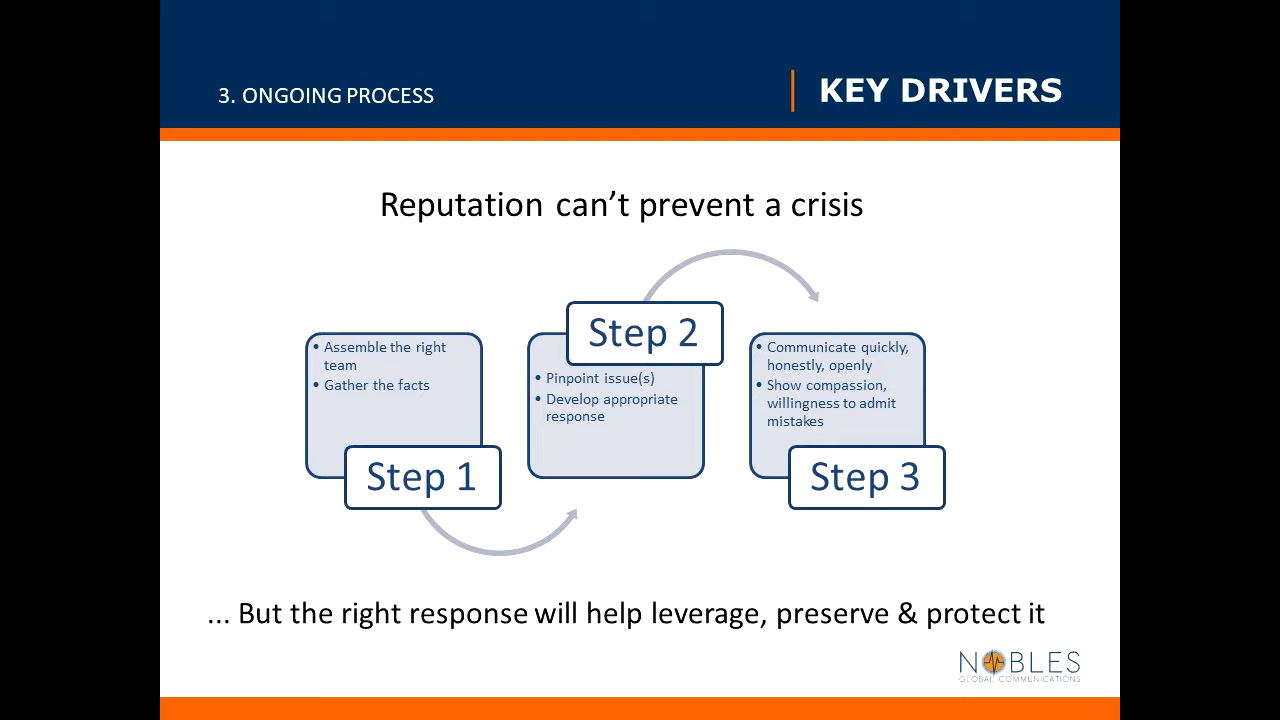 3. ONGOING PROCESS
KEY DRIVERS
Reputation can’t prevent a crisis
• Assemble the right
team
• Gather the facts
Step 1
Step 2
• Pinpoint issue(s)
• Develop appropriate
response
• Communicate quickly,
honestly, openly
• Show compassion,
willingness to admit
mistakes
Step 3
... But the right response will help leverage, preserve & protect it
NOBLES
GLOBAL COMMUNICATIONS